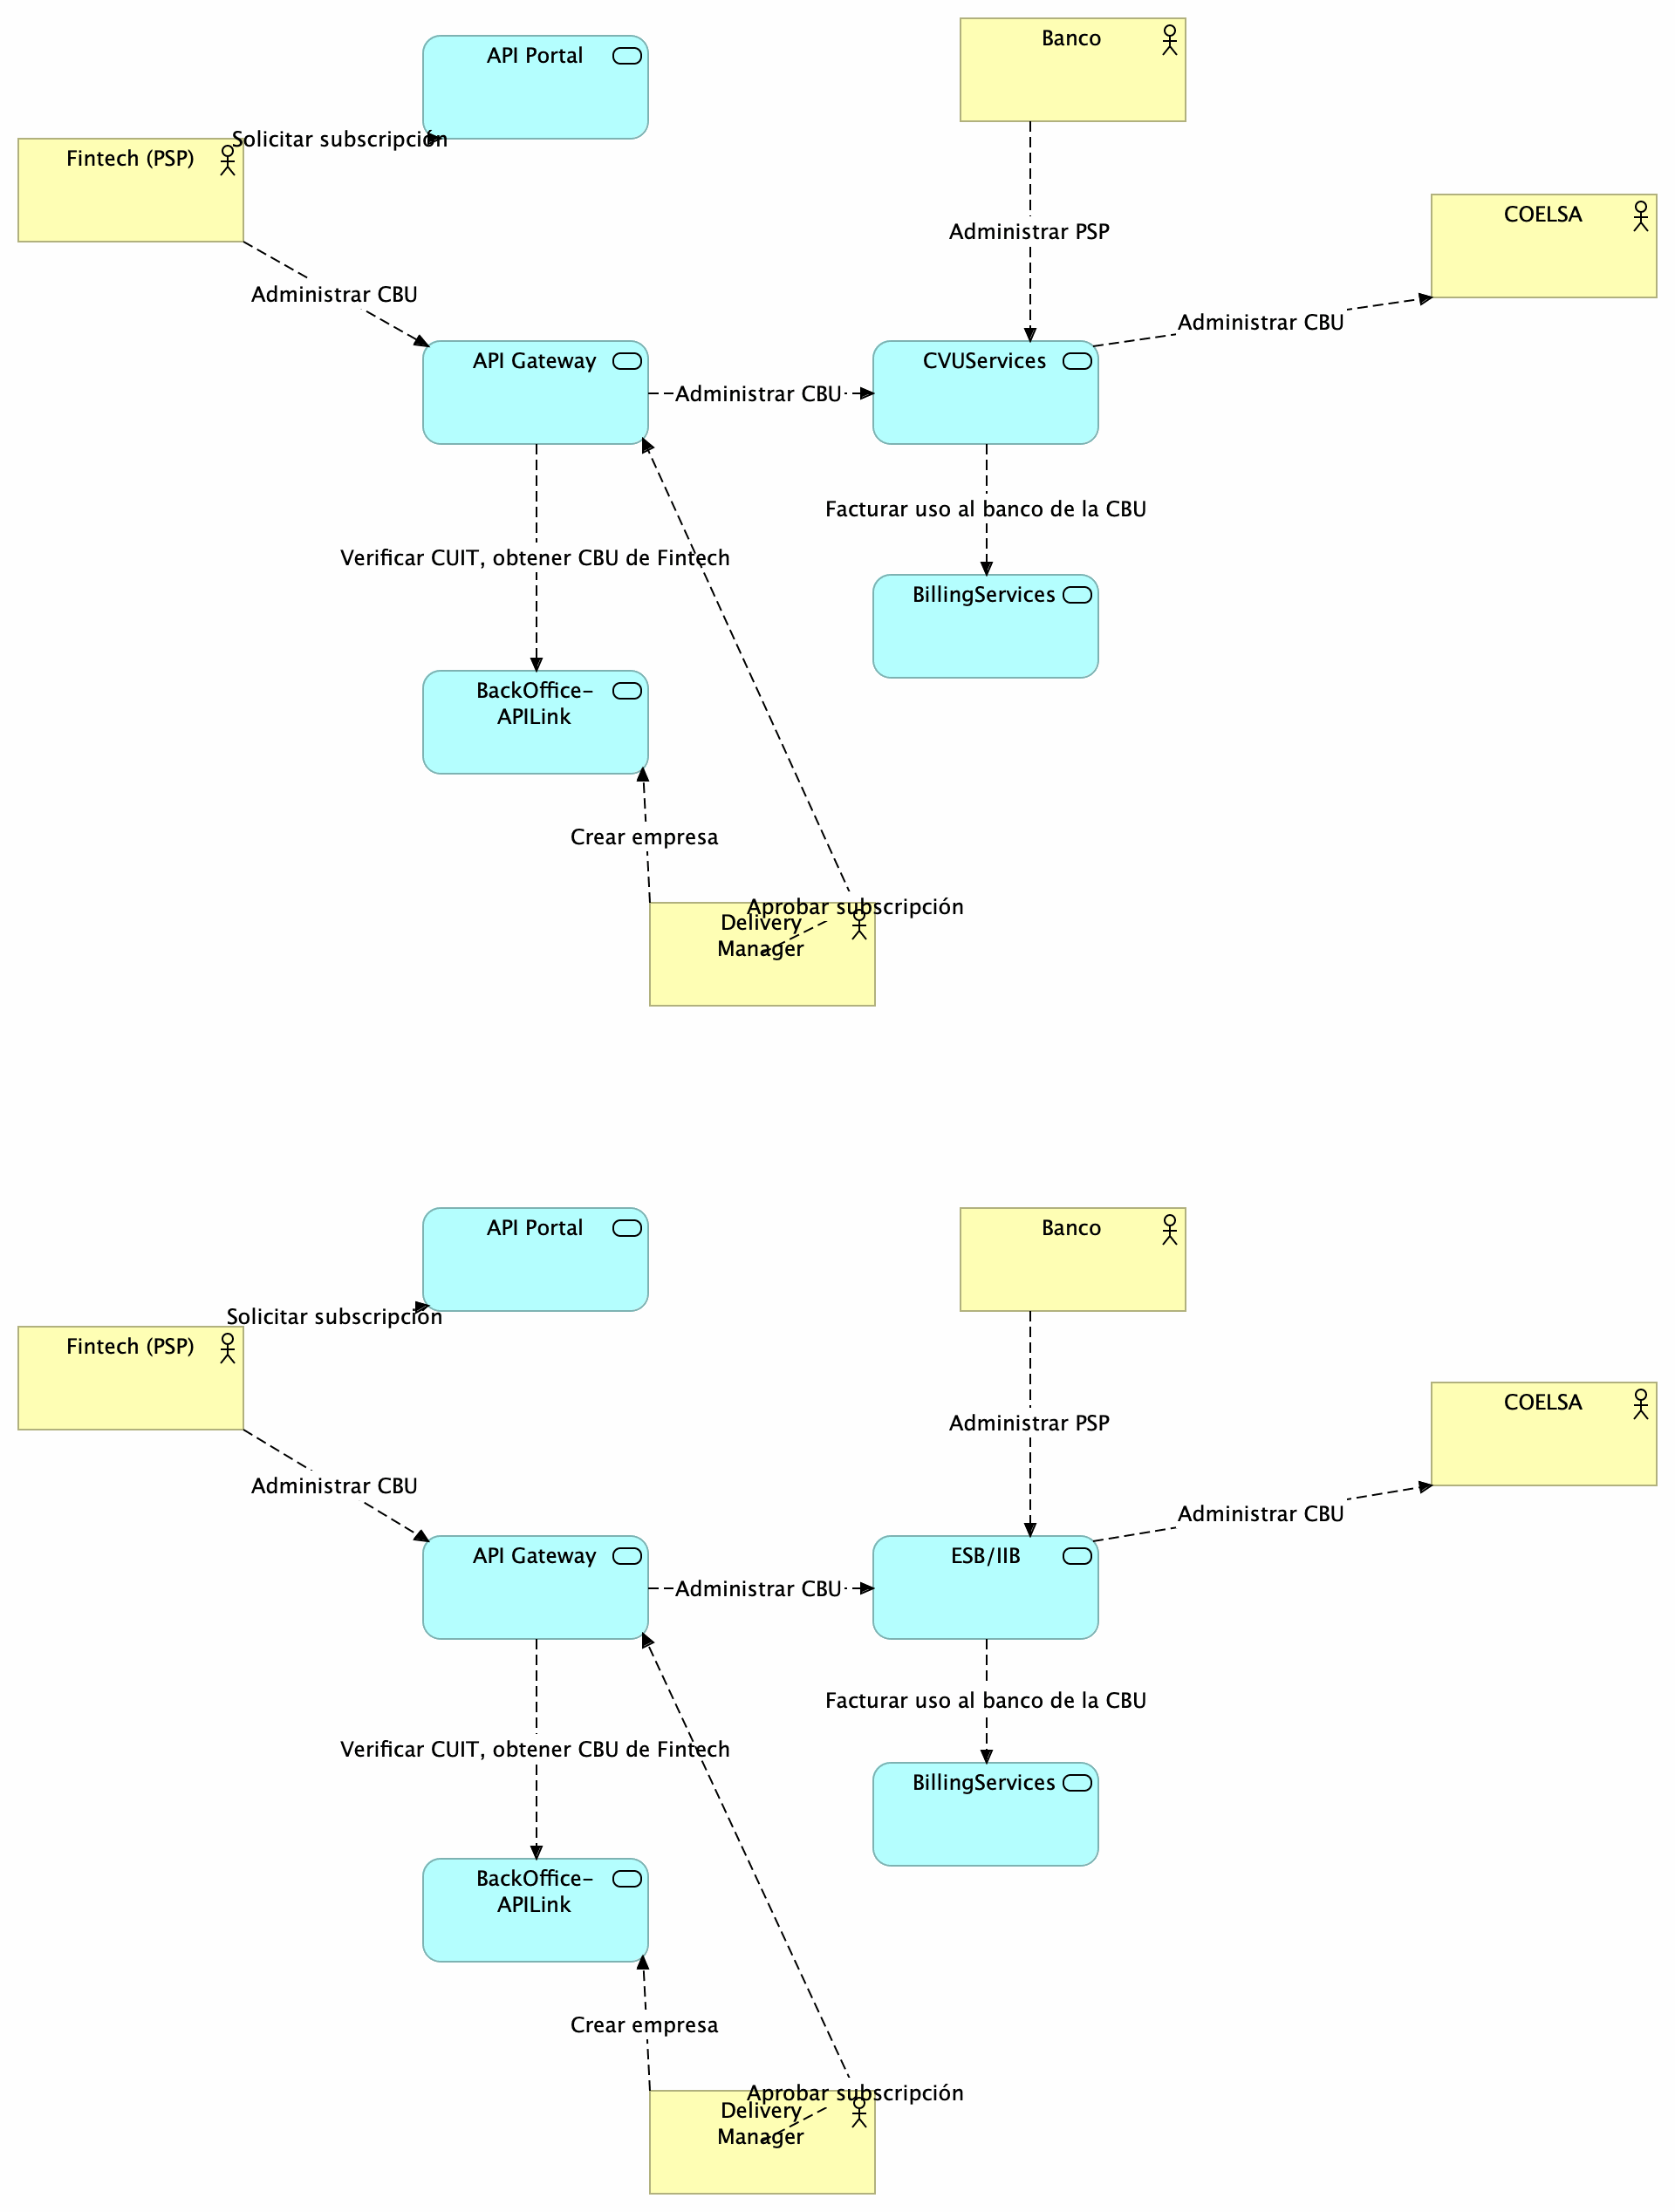 API Portal
Banco
Solicitar subscripción
Fintech (PSP)
COELSA
Administrar PSP
Administrar CBU
Administrar CBU
API Gateway
CVUServices
Administrar CBU
Facturar uso al banco de la CBU
Verificar CUIT, obtener CBU de Fintech
BillingServices
BackOffice-
APILink
Crear empresa
Aprobar subscripción
Delivery
Manager
API Portal
Banco
Solicitar subscripción
Fintech (PSP)
COELSA
Administrar PSP
Administrar CBU
Administrar CBU
API Gateway
ESB/IIB
Administrar CBU
Facturar uso al banco de la CBU
Verificar CUIT, obtener CBU de Fintech
BillingServices
BackOffice-
APILink
Crear empresa
Aprobar subscripción
Delivery
Manager